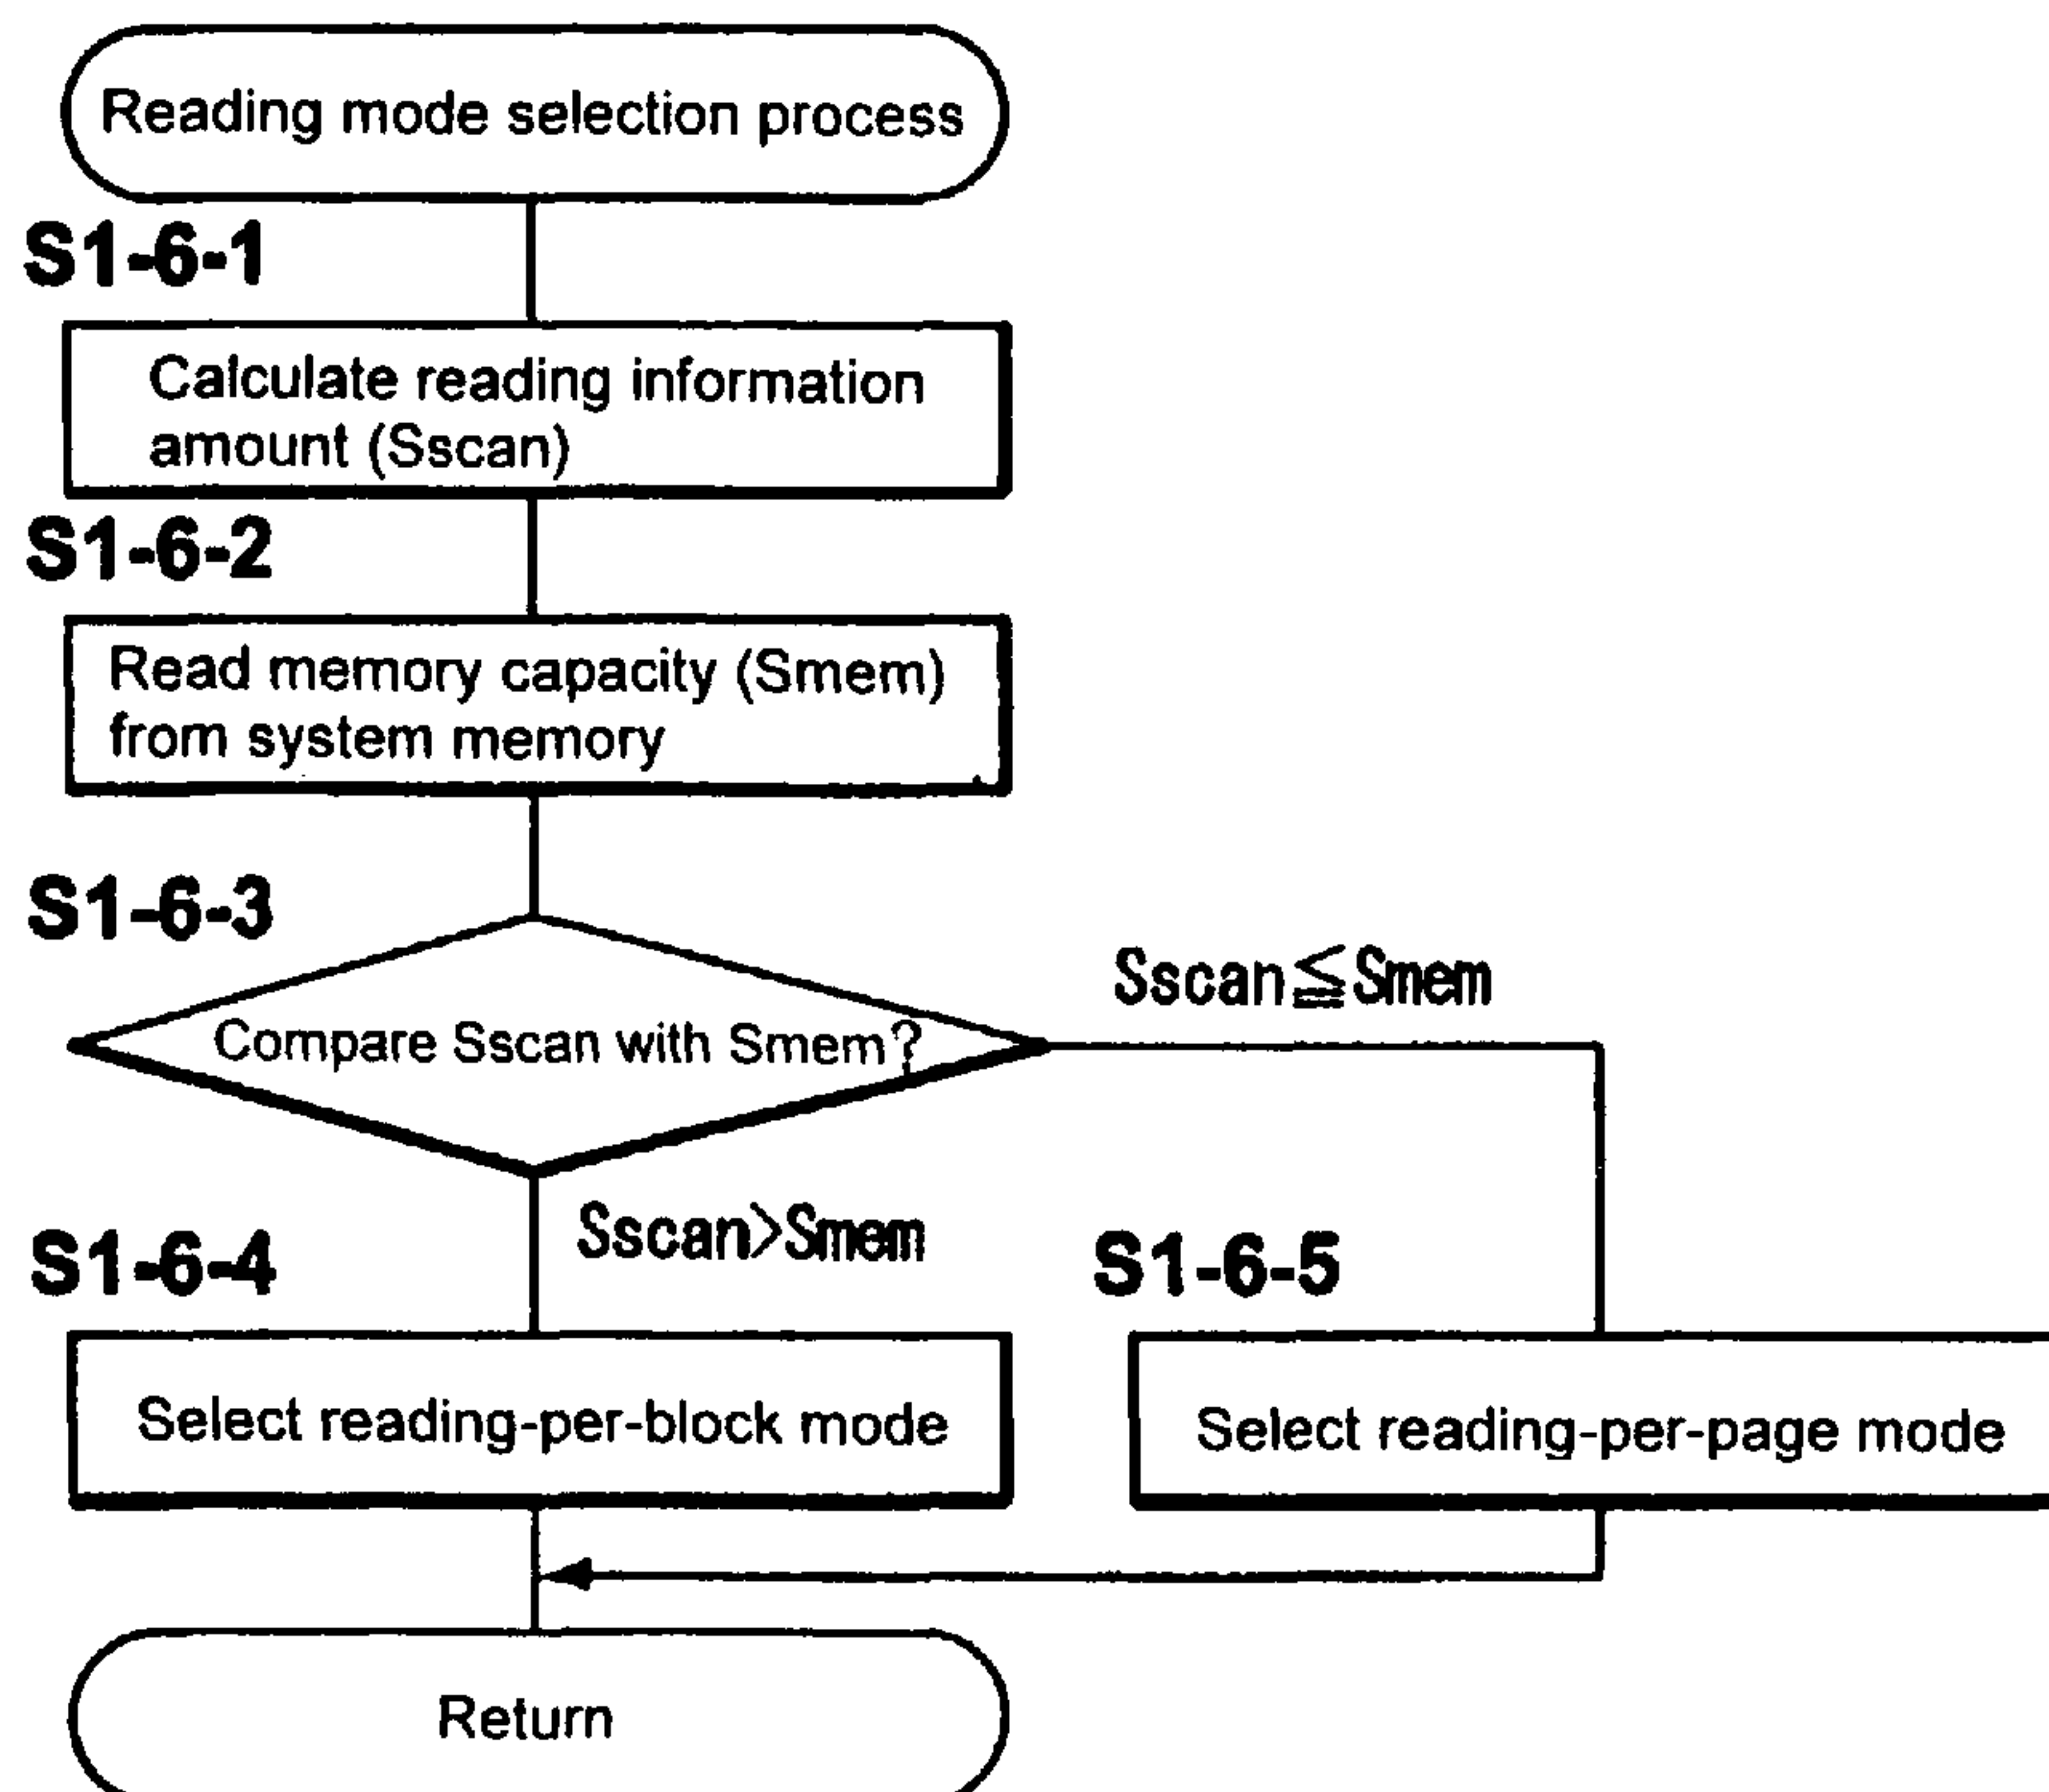 Reading mode selection process
S1-6-1
Calculate reading information
amount (Sscan)
S1-6-2
Read memory capacity (Smem)
from system memory
S1-6-3
Sscan≦Smem
Compare Sscan with Smem?
Sscan>Smem
S1-6-4
S1-6-5
Select reading-per-block mode
Select reading-per-page mode
Return